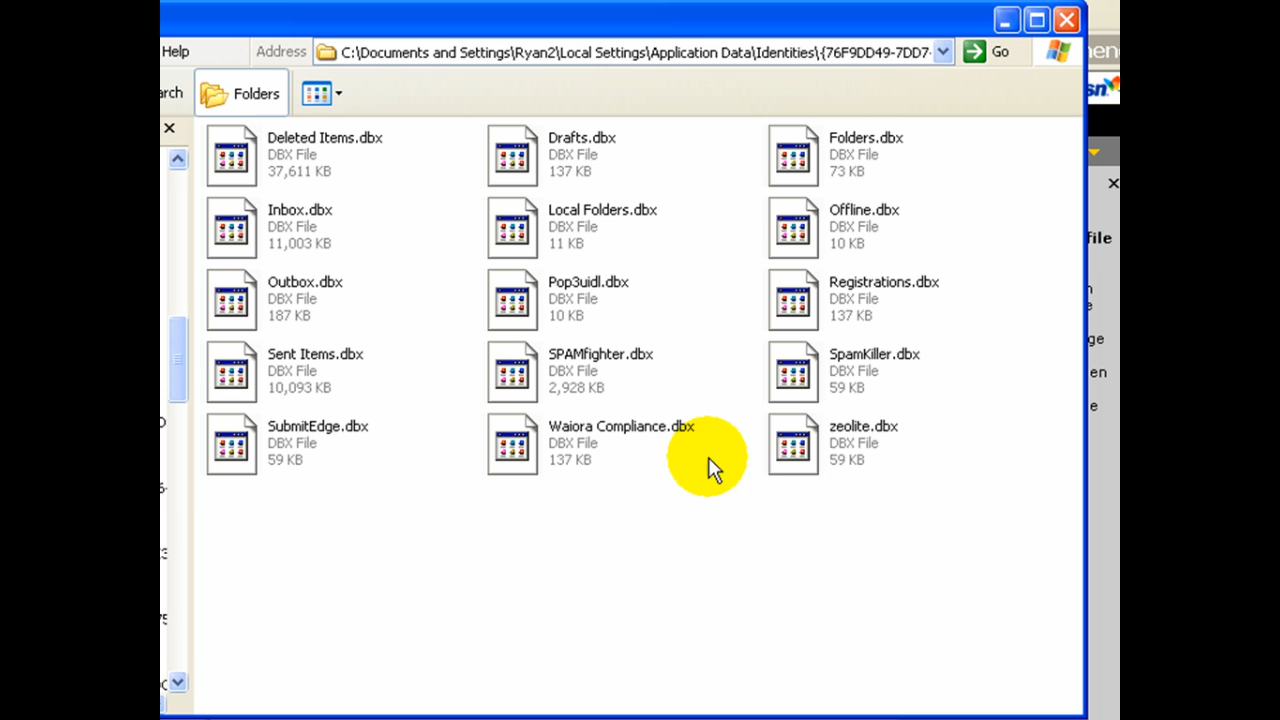 Help
Address
C:\Documents and Settings\Ryan2\Local Settings\Application Data\Identities\{76F9DD49-7DD7-
Go
arch
Folders
Deleted Items.dbx
DBX File
37,611 KB
Drafts.dbx
DBX File
137 KB
Folders.dbx
DBX File
73 KB
Inbox.dbx
DBX File
11,003 KB
Local Folders.dbx
DBX File
11 KB
Offline.dbx
DBX File
10 KB
Outbox.dbx
DBX File
187 KB
Pop3uidl.dbx
DBX File
10 KB
Registrations.dbx
DBX File
137 KB
Sent Items.dbx
DBX File
10,093 KB
SPAMfighter.dbx
DBX File
2,928 KB
SpamKiller.dbx
DBX File
59 KB
SubmitEdge.dbx
DBX File
59 KB
Waiora Compliance.dbx
DBX File
137 KB
zeolite.dbx
DBX File
59 KB
file
ge
en
e